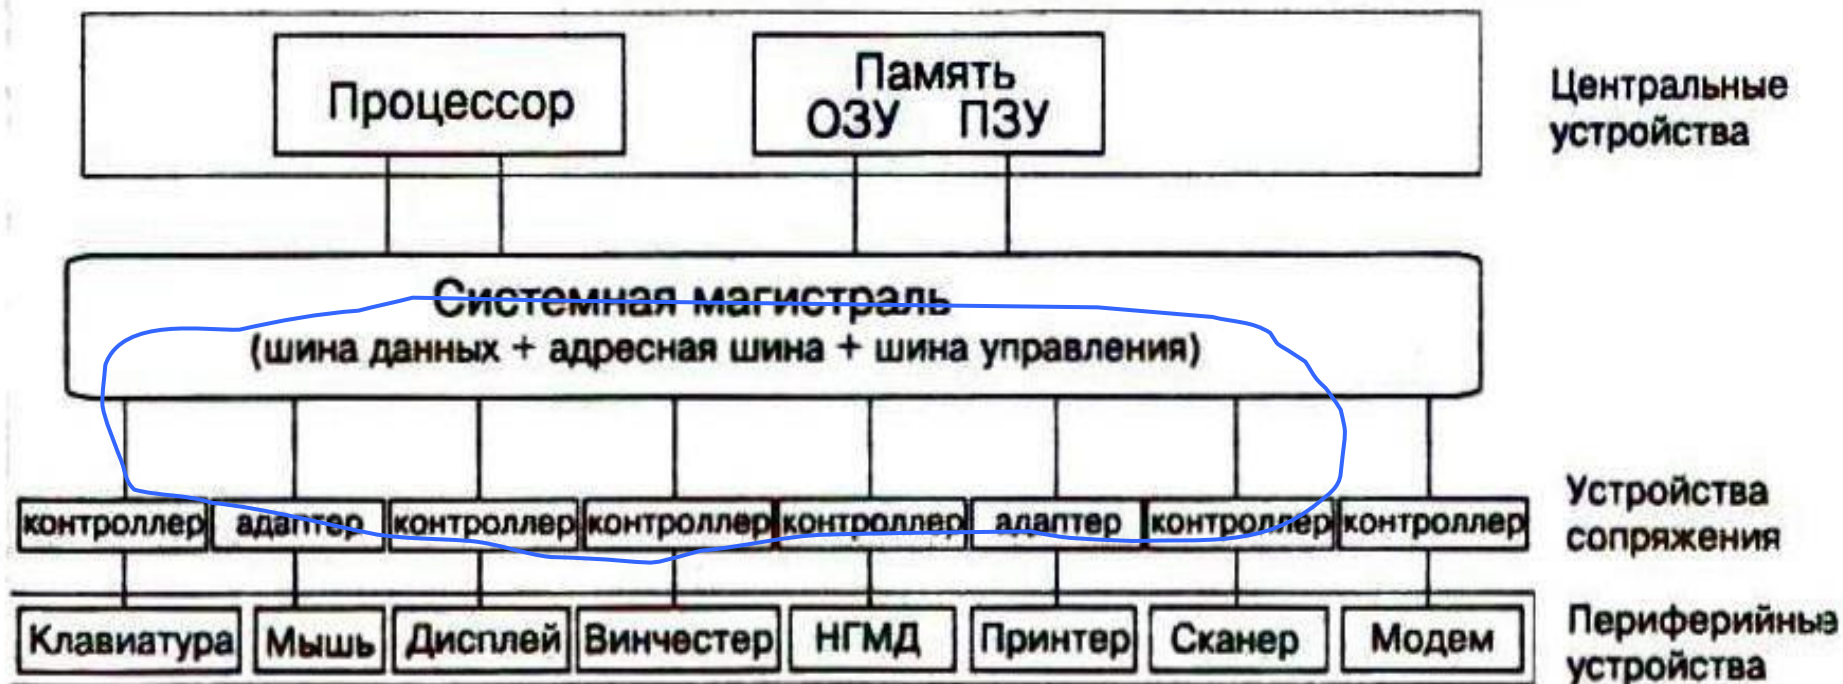 Процессор
Память
ОЗУ ПЗУ
Центральные
устройства
Системная магистраль
(шина данных + адресная шина + шина управления)
контроллер адаптер контроллер контроллер контроллер адаптер контроллер контроллер
Устройства
сопряжения
Клавиатура Мышь Дисплей Винчестер НГМД Принтер Сканер Модем
Периферийные
устройства